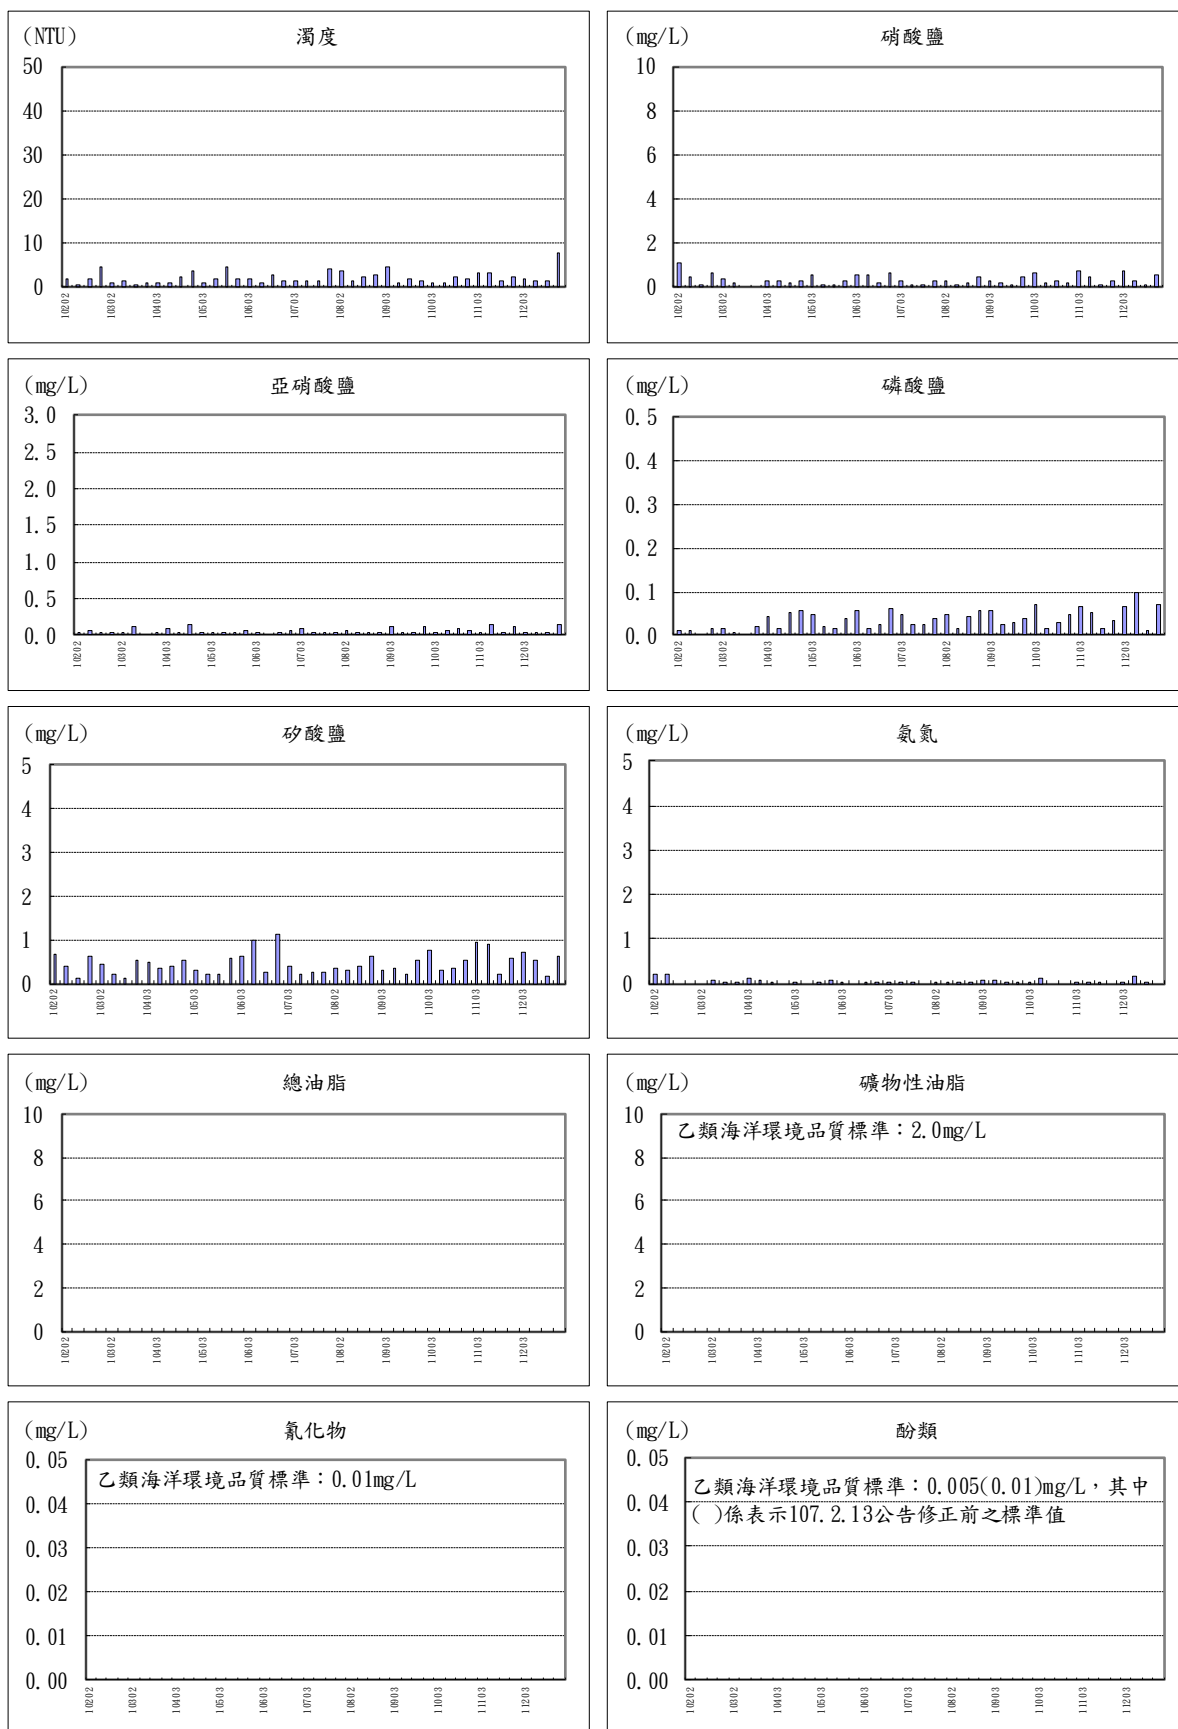 (NTU) 濁度
50
40
30
20
10
0
10202 10302 10403 10503 10603 10703 10802 10903 11003 11103 11203
(mg/L) 硝酸鹽
10
8
6
4
2
0
10202 10302 10403 10503 10603 10703 10802 10903 11003 11103 11203
(mg/L) 亞硝酸鹽
3.0
2.5
2.0
1.5
1.0
0.5
0.0
10202 10302 10403 10503 10603 10703 10802 10903 11003 11103 11203
(mg/L) 磷酸鹽
0.5
0.4
0.3
0.2
0.1
0.0
10202 10302 10403 10503 10603 10703 10802 10903 11003 11103 11203
(mg/L) 矽酸鹽
5
4
3
2
1
0
10202 10302 10403 10503 10603 10703 10802 10903 11003 11103 11203
(mg/L) 氨氮
5
4
3
2
1
0
10202 10302 10403 10503 10603 10703 10802 10903 11003 11103 11203
(mg/L) 總油脂
10
8
6
4
2
0
10202 10302 10403 10503 10603 10703 10802 10903 11003 11103 11203
(mg/L) 礦物性油脂
乙類海洋環境品質標準：2.0mg/L
10
8
6
4
2
0
10202 10302 10403 10503 10603 10703 10802 10903 11003 11103 11203
(mg/L) 氰化物
乙類海洋環境品質標準：0.01mg/L
0.05
0.04
0.03
0.02
0.01
0.00
10202 10302 10403 10503 10603 10703 10802 10903 11003 11103 11203
(mg/L) 酚類
乙類海洋環境品質標準：0.005(0.01)mg/L，其中
( )係表示107.2.13公告修正前之標準值
0.05
0.04
0.03
0.02
0.01
0.00
10202 10302 10403 10503 10603 10703 10802 10903 11003 11103 11203